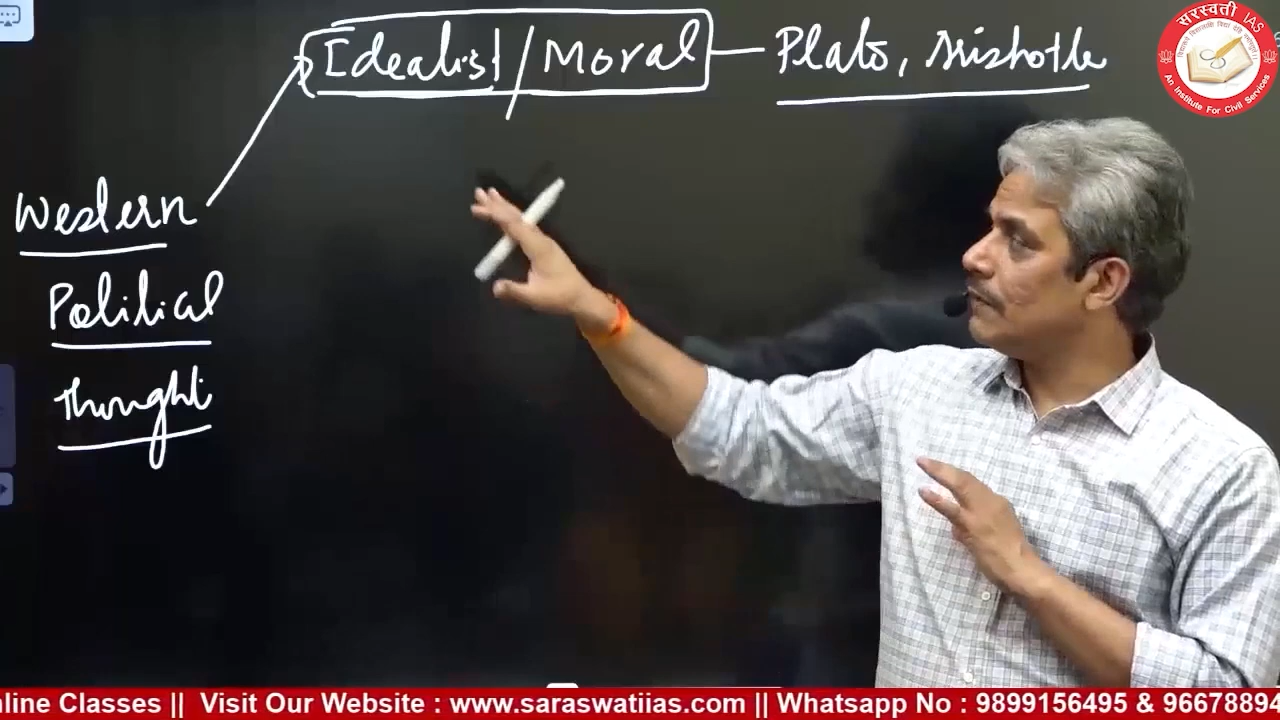 Idealist / Moral — Plato, Aristotle
Western
Political
Thought
सरस्वती IAS
An Institute For Civil Services
nline Classes || Visit Our Website : www.saraswatiias.com || Whatsapp No : 9899156495 & 96678894